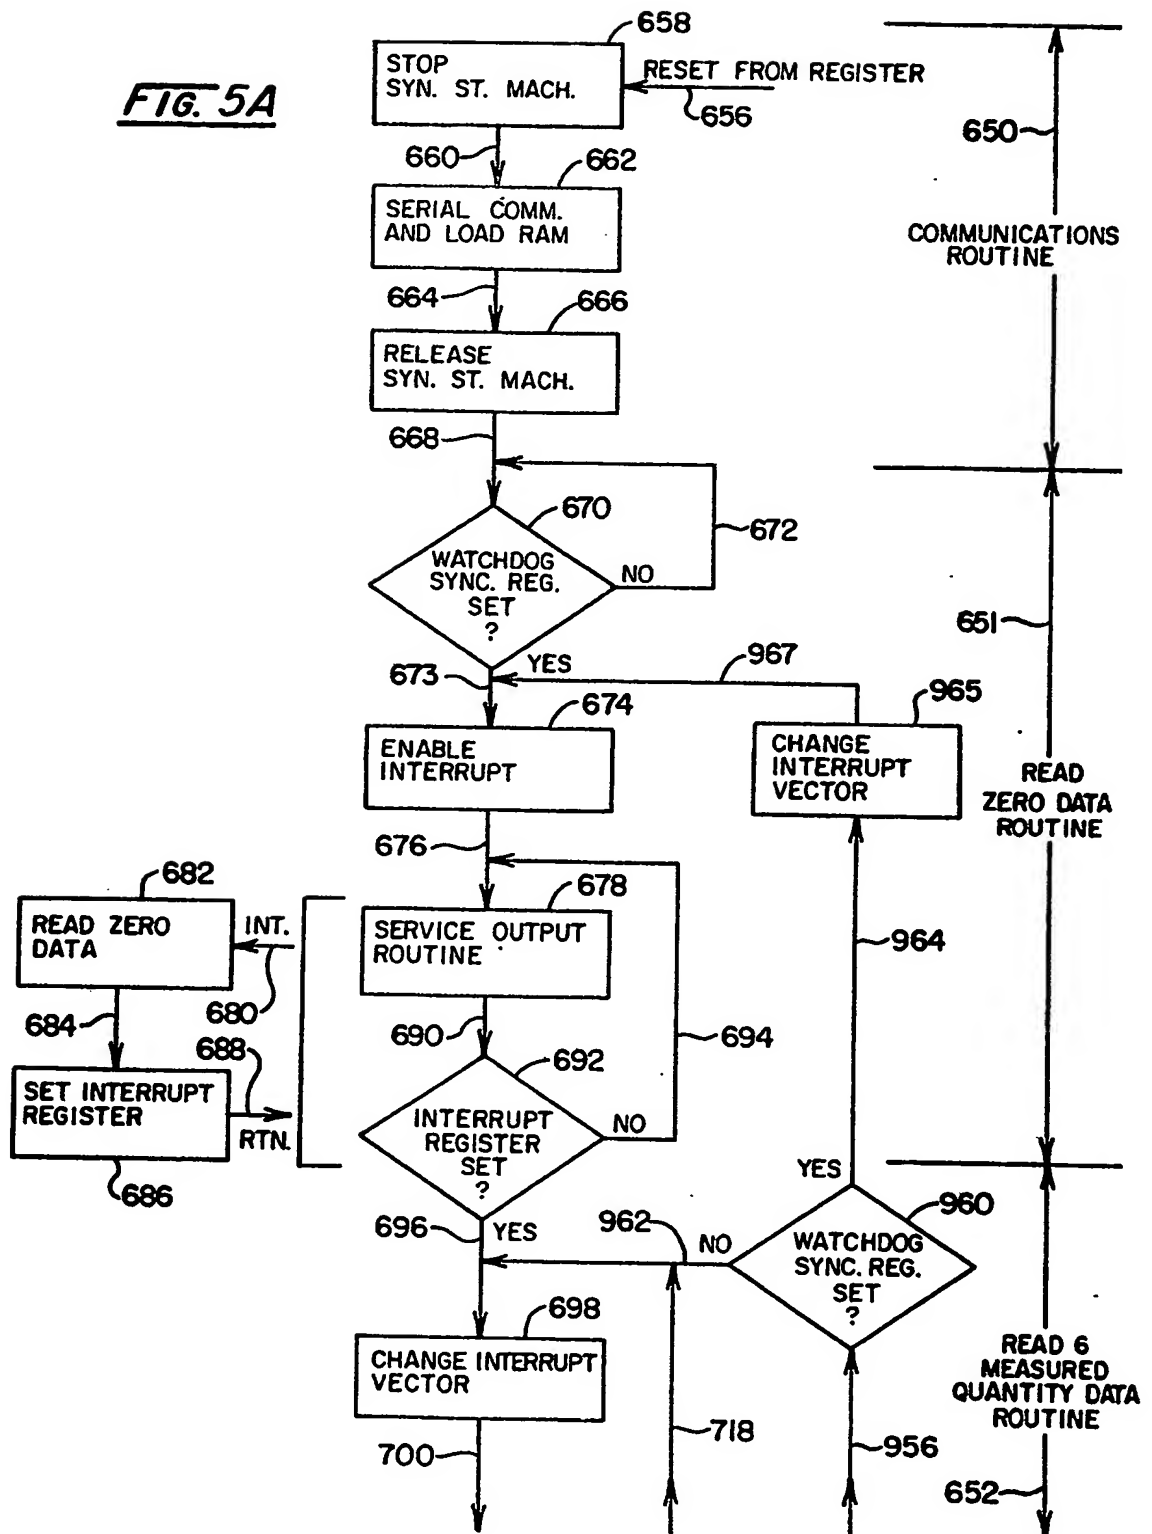 FIG. 5A
658
STOP
SYN. ST. MACH.
RESET FROM REGISTER
656
650
660
662
SERIAL COMM.
AND LOAD RAM
COMMUNICATIONS
ROUTINE
664
666
RELEASE
SYN. ST. MACH.
668
670
672
WATCHDOG
SYNC. REG.
SET
?
NO
651
YES
673
967
674
965
ENABLE
INTERRUPT
CHANGE
INTERRUPT
VECTOR
READ
ZERO DATA
ROUTINE
676
682
678
READ ZERO
DATA
INT.
SERVICE OUTPUT
ROUTINE
964
684
680
690
694
688
692
SET INTERRUPT
REGISTER
RTN.
INTERRUPT
REGISTER
SET
?
NO
686
YES
696
YES
962
NO
960
WATCHDOG
SYNC. REG.
SET
?
698
CHANGE INTERRUPT
VECTOR
READ 6
MEASURED
QUANTITY DATA
ROUTINE
700
718
956
652